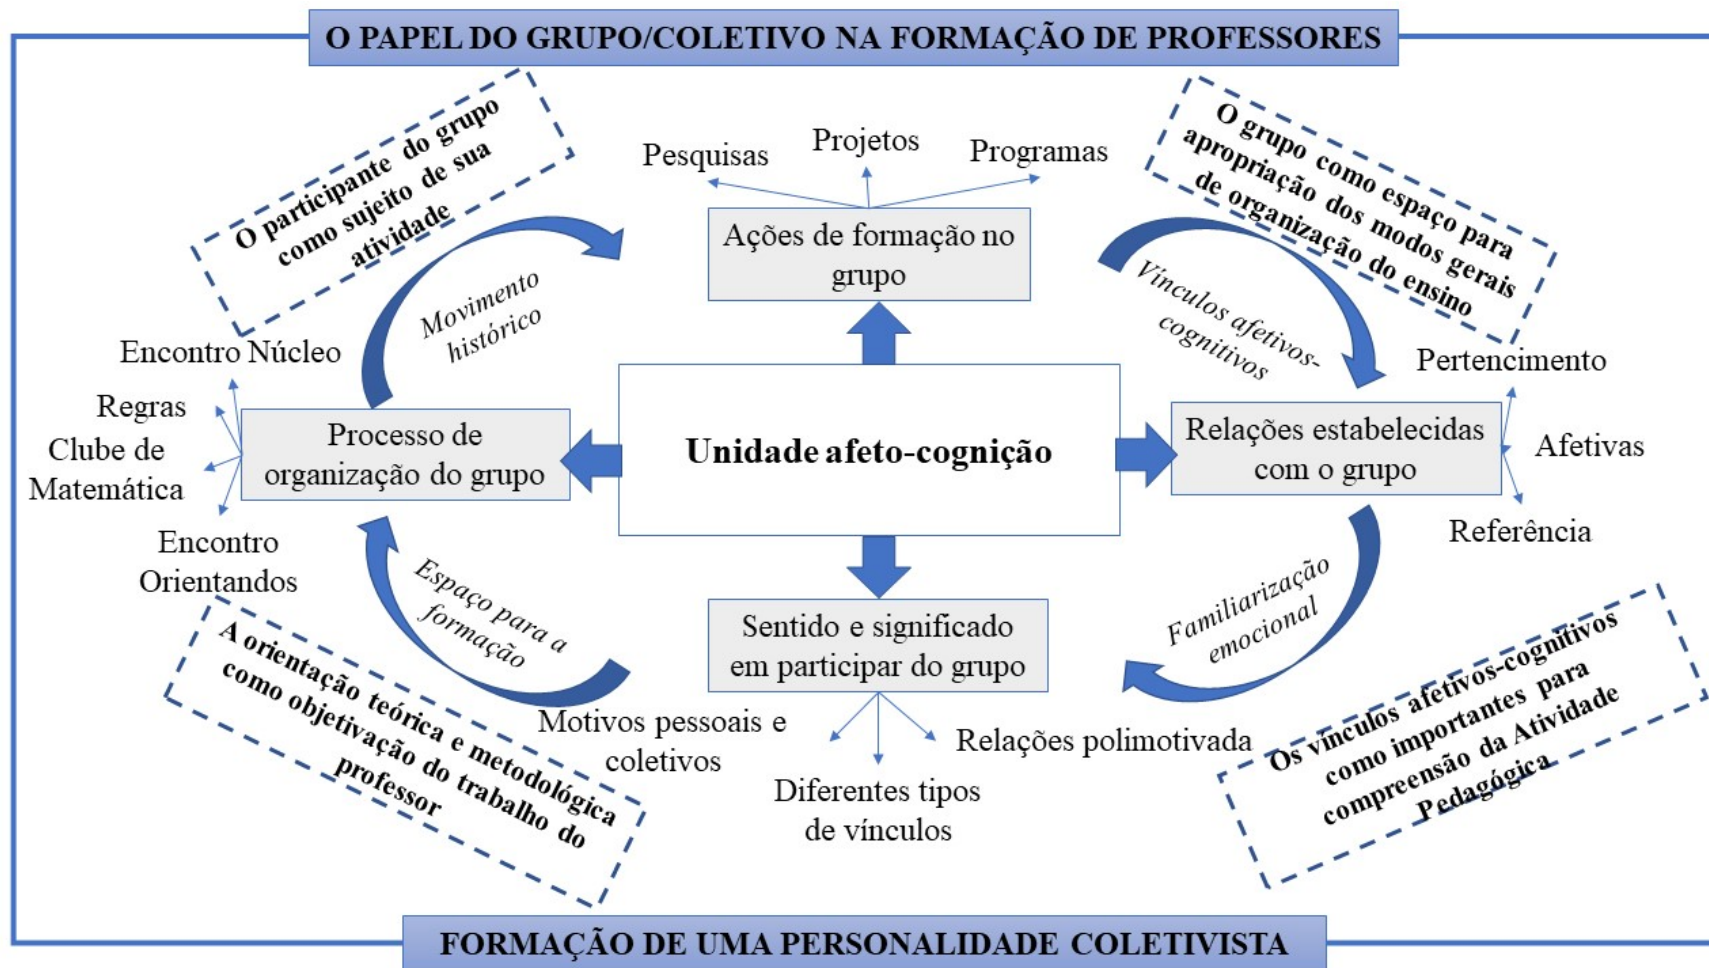 O PAPEL DO GRUPO/COLETIVO NA FORMAÇÃO DE PROFESSORES
O participante do grupo
como sujeito de sua
atividade
Pesquisas
Projetos
Programas
O grupo como espaço para
apropriação dos modos gerais
de organização do ensino
Ações de formação no
grupo
Movimento
histórico
Vínculos afetivos-
cognitivos
Encontro Núcleo
Regras
Clube de
Matemática
Encontro
Orientandos
Processo de
organização do grupo
Unidade afeto-cognição
Relações estabelecidas
com o grupo
Pertencimento
Afetivas
Referência
Espaço para a
formação
Familiarização
emocional
Sentido e significado
em participar do grupo
Motivos pessoais e
coletivos
Diferentes tipos
de vínculos
Relações polimotivada
A orientação teórica e metodológica
como objetivação do trabalho do
professor
Os vínculos afetivos-cognitivos
como importantes para
compreensão da Atividade
Pedagógica
FORMAÇÃO DE UMA PERSONALIDADE COLETIVISTA